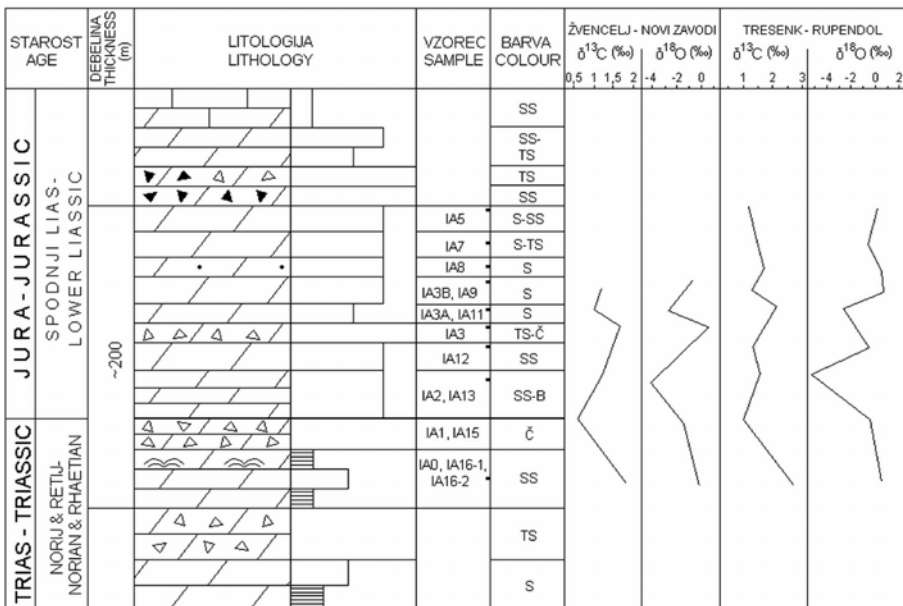 STAROST
AGE
DEBELINA
THICKNESS
(m)
LITOLOGIJA
LITHOLOGY
VZOREC
SAMPLE
BARVA
COLOUR
ŽVENCELJ - NOVI ZAVODI
δ13C (‰) δ18O (‰)
0,5 1 1,5 2 -4 -2 0
TRESENK - RUPENDOL
δ13C (‰) δ18O (‰)
0 1 2 3 -4 -2 0 2
JURA - JURASSIC
SPODNJI LIAS-
LOWER LIASSIC
TRIAS - TRIASSIC
NORIJ & RETIJ-
NORIAN & RHAETIAN
~200
SS
SS-
TS
TS
SS
IA5 S-SS
IA7 S-TS
IA8 S
IA3B, IA9 S
IA3A, IA11 S
IA3 TS-Č
IA12 SS
IA2, IA13 SS-B
IA1, IA15 Č
IA0, IA16-1,
IA16-2 SS
TS
S